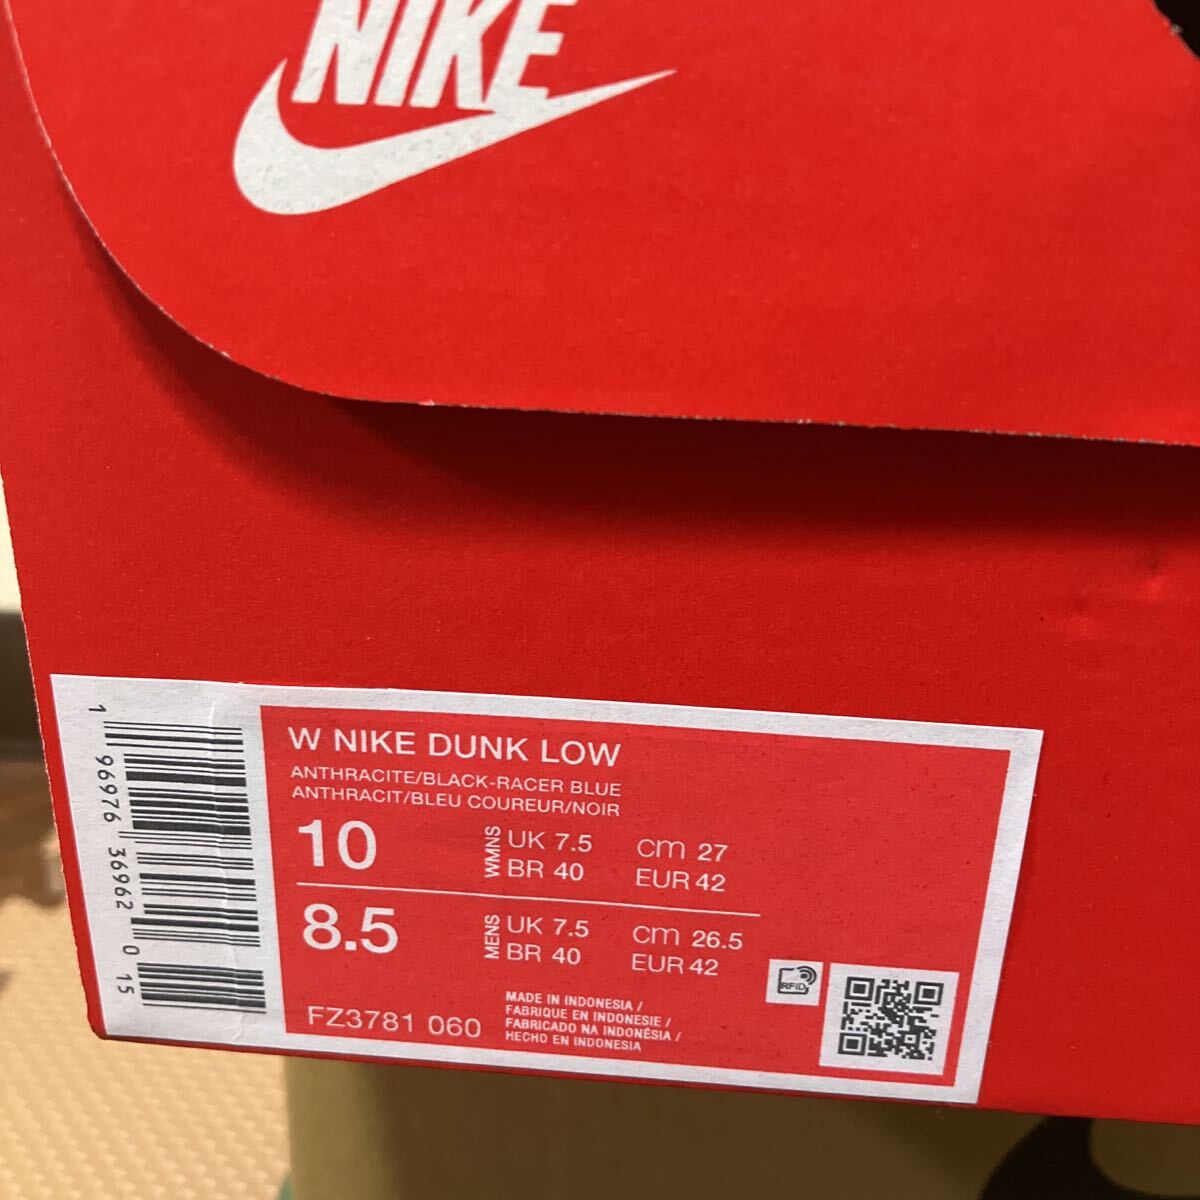 NIKE
W NIKE DUNK LOW
ANTHRACITE/BLACK-RACER BLUE
ANTHRACIT/BLEU COUREUR/NOIR
10
WMNS
UK 7.5
cm 27
BR 40
EUR 42
8.5
MENS
UK 7.5
cm 26.5
BR 40
EUR 42
FZ3781 060
MADE IN INDONESIA /
FABRIQUE EN INDONESIE /
FABRICADO NA INDONÉSIA /
HECHO EN INDONESIA
RFID
1 96976 36962 0 15